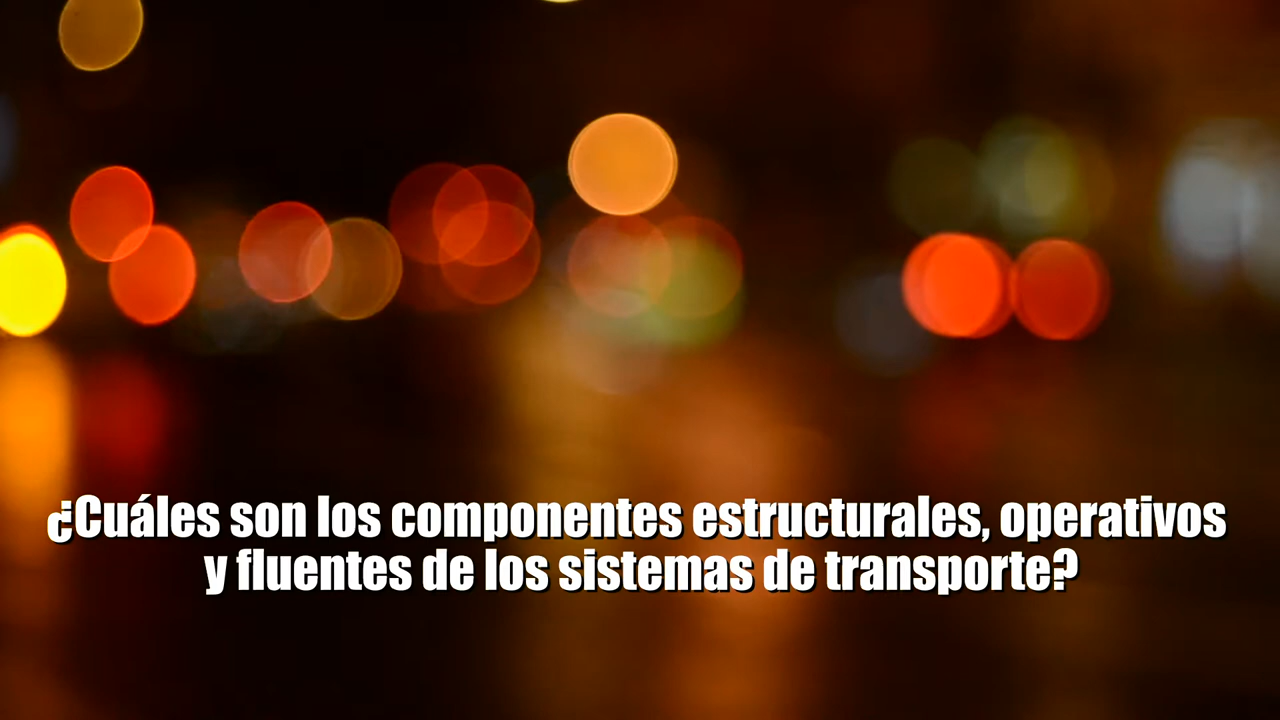 ¿Cuáles son los componentes estructurales, operativos
y fluentes de los sistemas de transporte?